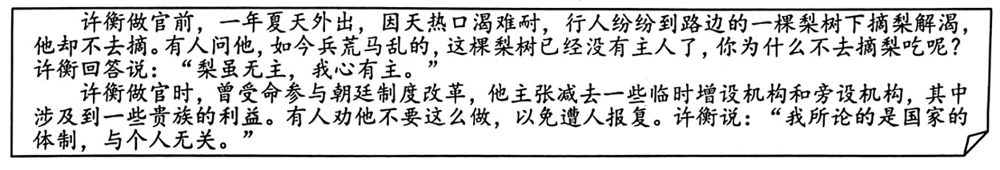 许衡做官前，一年夏天外出，因天热口渴难耐，行人纷纷到路边的一棵梨树下摘梨解渴，
他却不去摘。有人问他，如今兵荒马乱的，这棵梨树已经没有主人了，你为什么不去摘梨吃呢？
许衡回答说：“梨虽无主，我心有主。”
许衡做官时，曾受命参与朝廷制度改革，他主张减去一些临时增设机构和旁设机构，其中
涉及到一些贵族的利益。有人劝他不要这么做，以免遭人报复。许衡说：“我所论的是国家的
体制，与个人无关。”